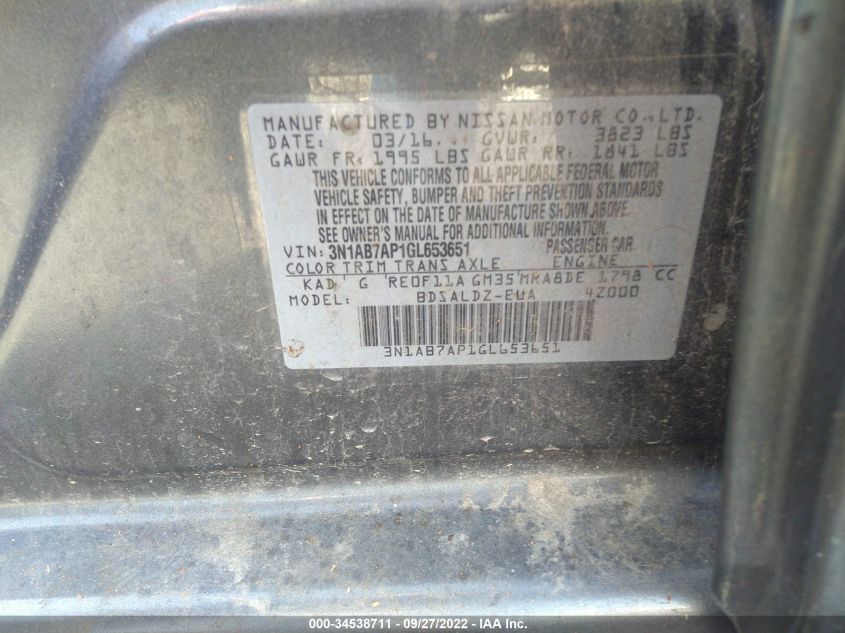 MANUFACTURED BY NISSAN MOTOR CO.,LTD.
DATE: 03/16 GVWR: 3823 LBS
GAWR FR: 1995 LBS GAWR RR: 1841 LBS
THIS VEHICLE CONFORMS TO ALL APPLICABLE FEDERAL MOTOR
VEHICLE SAFETY, BUMPER AND THEFT PREVENTION STANDARDS
IN EFFECT ON THE DATE OF MANUFACTURE SHOWN ABOVE.
SEE OWNER'S MANUAL FOR ADDITIONAL INFORMATION.
VIN: 3N1AB7AP1GL653651 PASSENGER CAR
COLOR TRIM TRANS AXLE ENGINE
KAD G RE0F11A GM35 MRA8DE 1798 CC
MODEL: BDSALDZ-EUA 42000
3N1AB7AP1GL653651
000-34538711 - 09/27/2022 - IAA Inc.